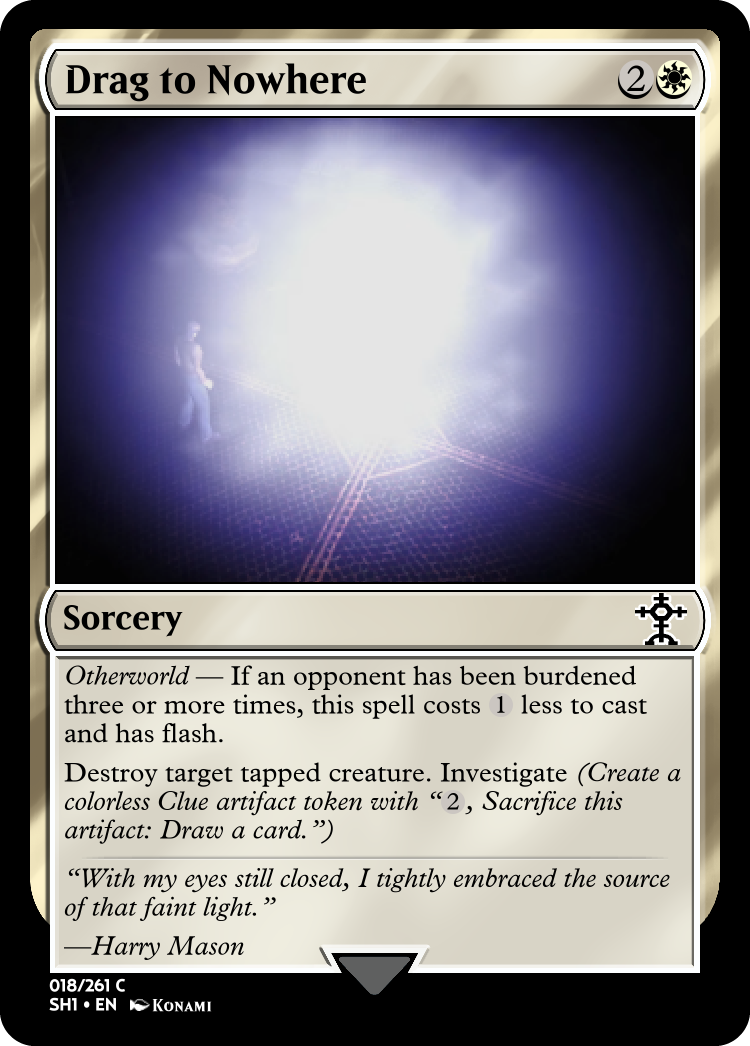 Drag to Nowhere 2
Sorcery
Otherworld — If an opponent has been burdened
three or more times, this spell costs 1 less to cast
and has flash.
Destroy target tapped creature. Investigate (Create a
colorless Clue artifact token with “2, Sacrifice this
artifact: Draw a card.”)
“With my eyes still closed, I tightly embraced the source
of that faint light.”
—Harry Mason
018/261 C
SH1 • EN KONAMI